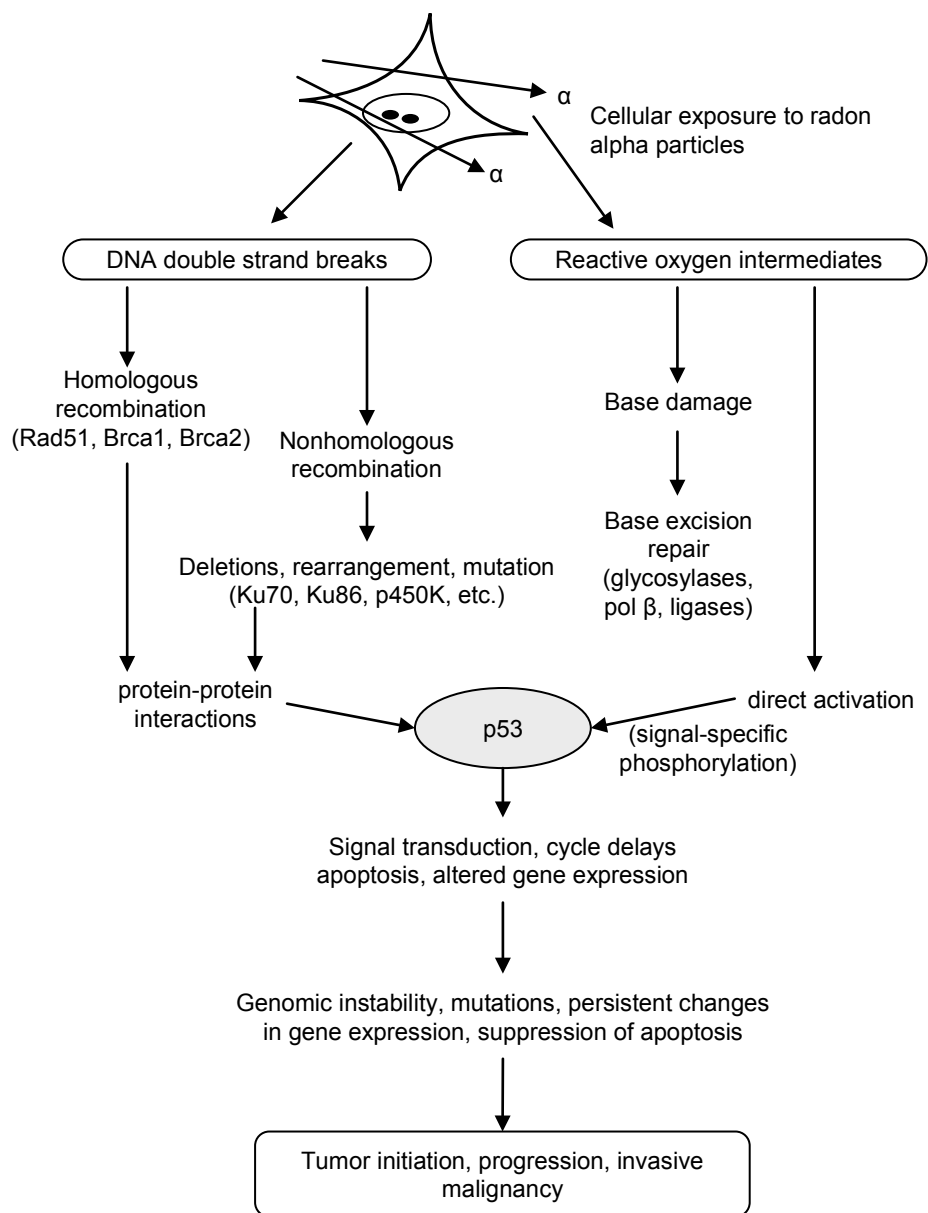 α
Cellular exposure to radon
alpha particles
α
DNA double strand breaks
Reactive oxygen intermediates
Homologous
recombination
(Rad51, Brca1, Brca2)
Nonhomologous
recombination
Deletions, rearrangement, mutation
(Ku70, Ku86, p450K, etc.)
Base damage
Base excision
repair
(glycosylases,
pol β, ligases)
protein-protein
interactions
p53
direct activation
(signal-specific
phosphorylation)
Signal transduction, cycle delays
apoptosis, altered gene expression
Genomic instability, mutations, persistent changes
in gene expression, suppression of apoptosis
Tumor initiation, progression, invasive
malignancy